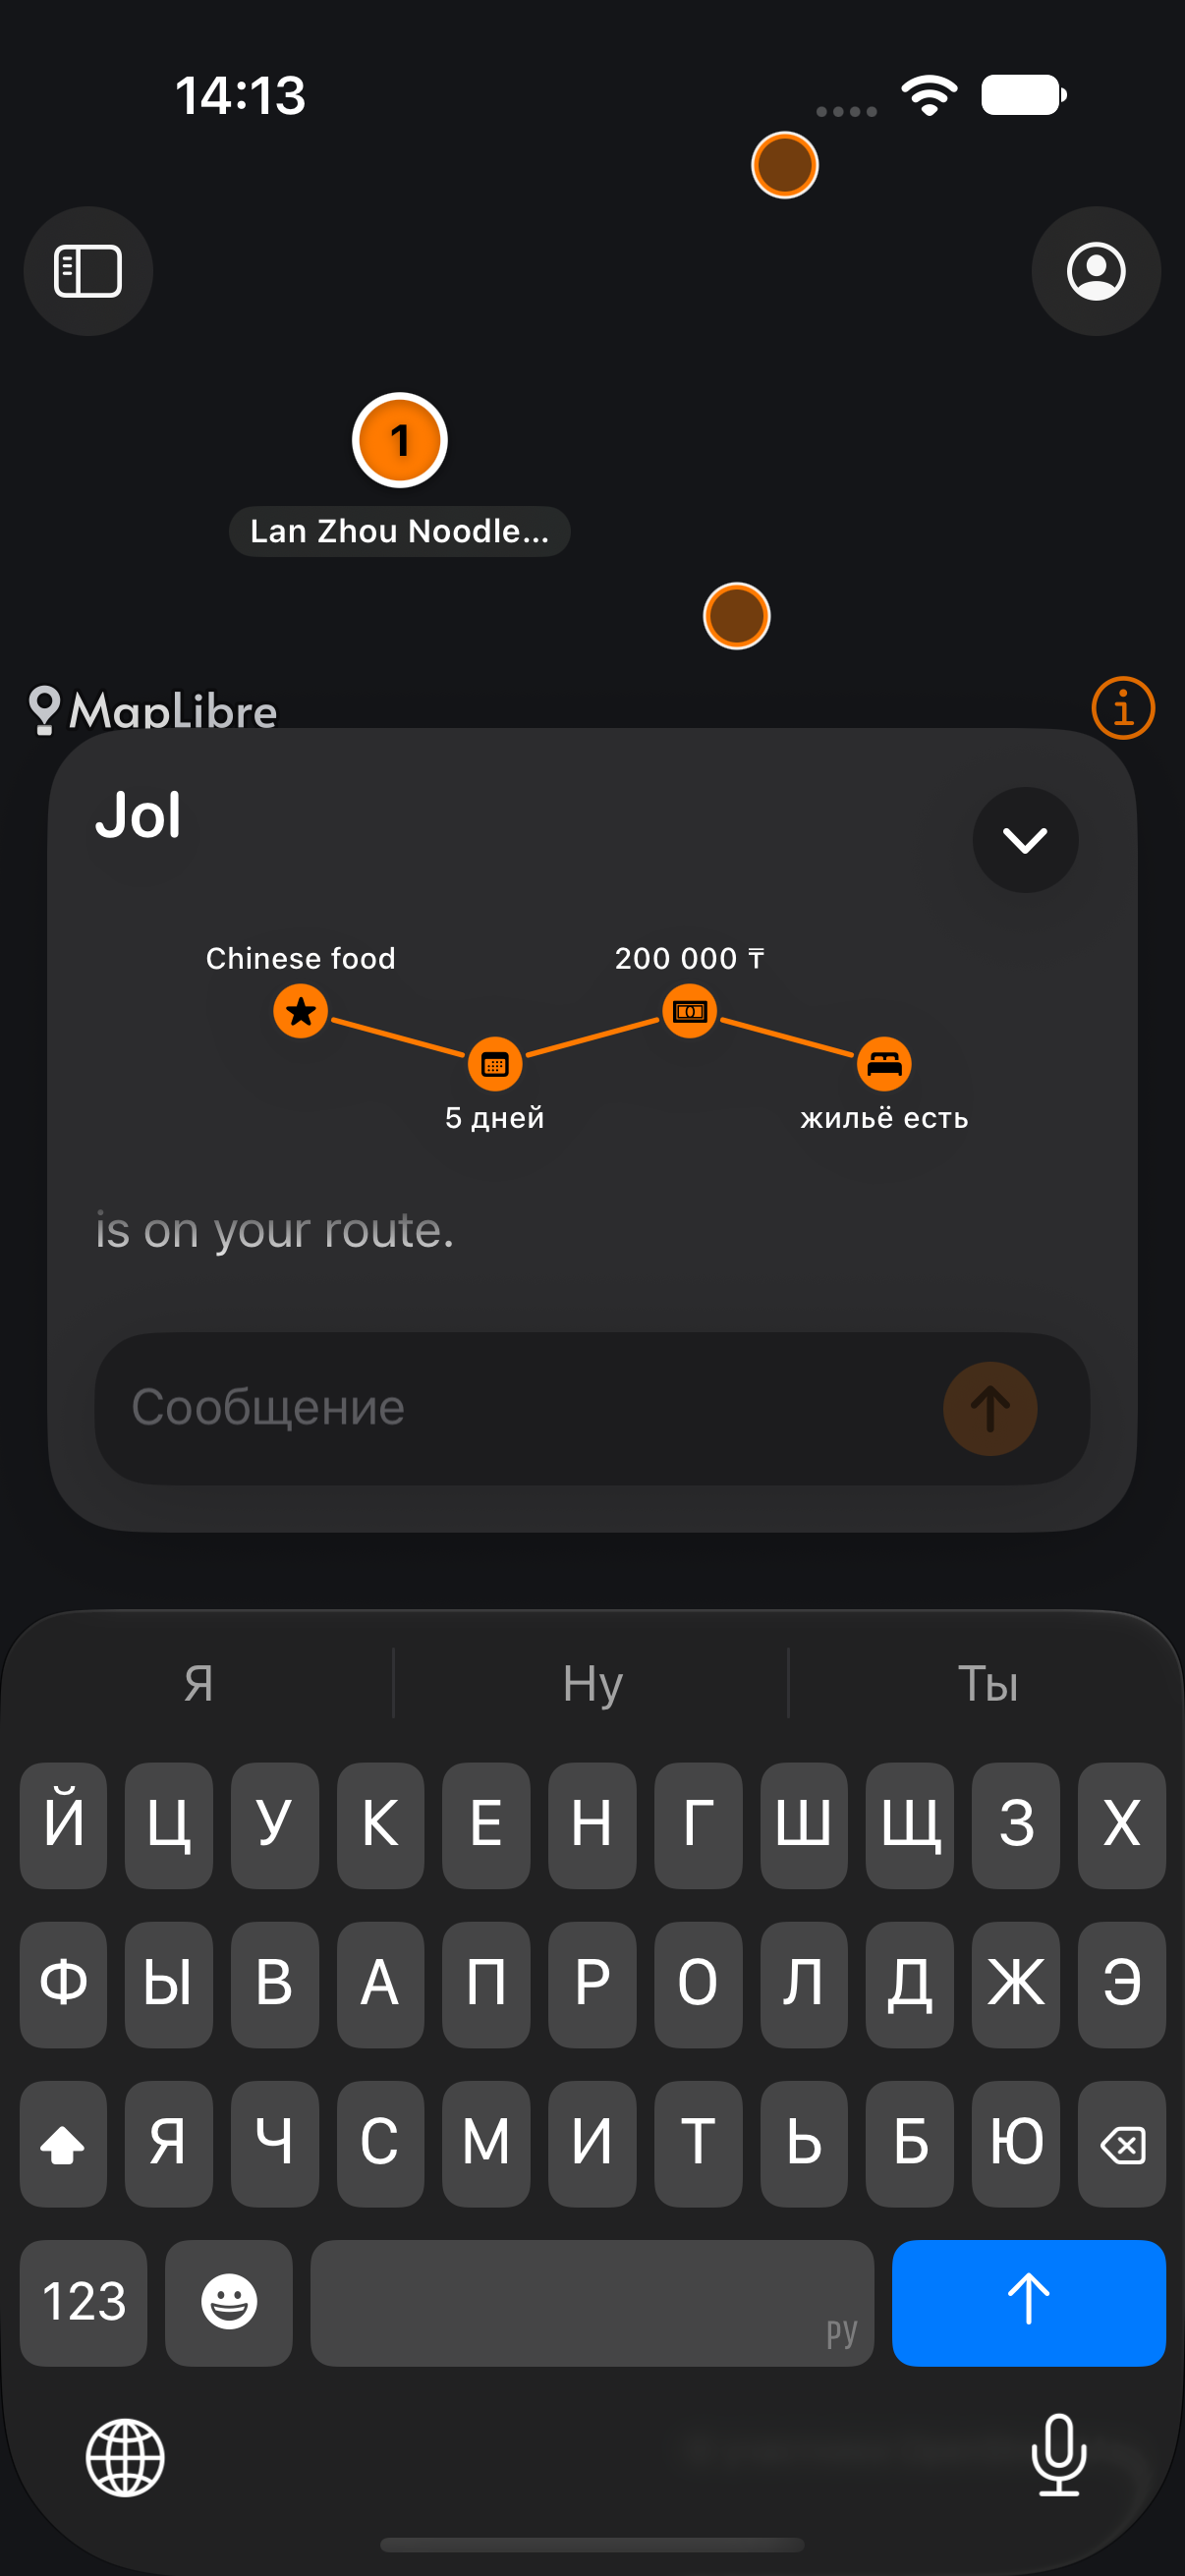 14:13
1
Lan Zhou Noodle...
MapLibre
Jol
Chinese food
200 000 ₸
5 дней
жильё есть
is on your route.
Сообщение
Я Ну Ты
Й Ц У К Е Н Г Ш Щ З Х
Ф Ы В А П Р О Л Д Ж Э
Я Ч С М И Т Ь Б Ю
123
РУ